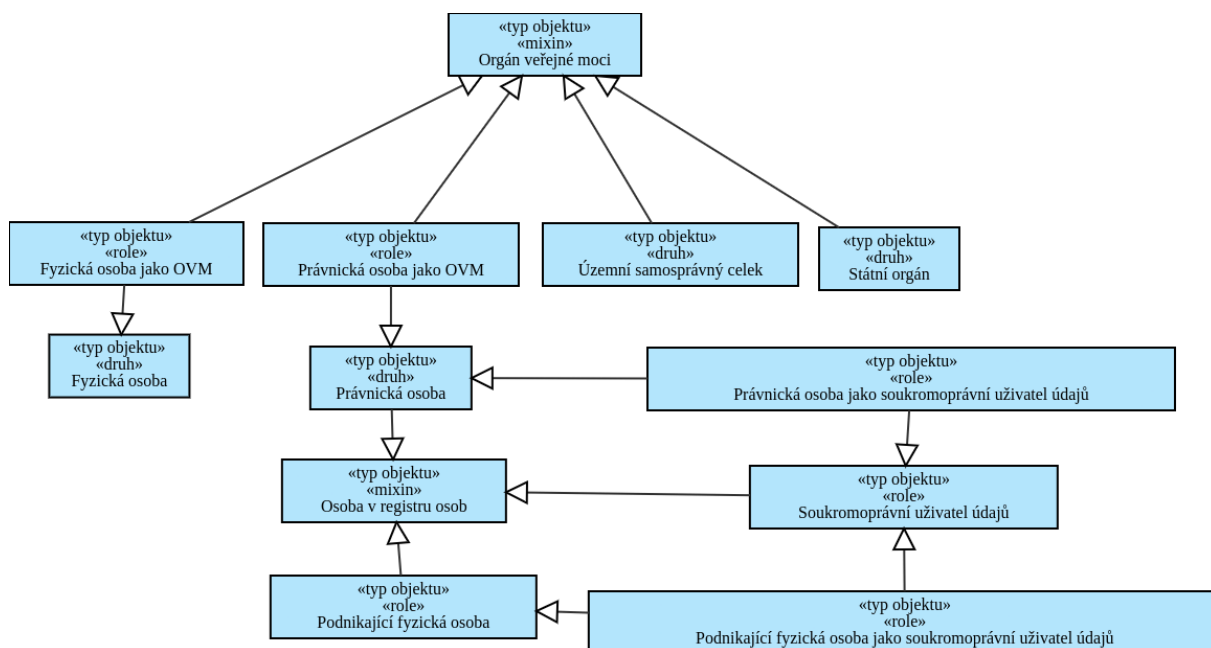 «typ objektu»
«mixin»
Orgán veřejné moci
«typ objektu»
«role»
Fyzická osoba jako OVM
«typ objektu»
«role»
Právnická osoba jako OVM
«typ objektu»
«druh»
Územní samosprávný celek
«typ objektu»
«druh»
Státní orgán
«typ objektu»
«druh»
Fyzická osoba
«typ objektu»
«druh»
Právnická osoba
«typ objektu»
«role»
Právnická osoba jako soukromoprávní uživatel údajů
«typ objektu»
«mixin»
Osoba v registru osob
«typ objektu»
«role»
Soukromoprávní uživatel údajů
«typ objektu»
«role»
Podnikající fyzická osoba
«typ objektu»
«role»
Podnikající fyzická osoba jako soukromoprávní uživatel údajů